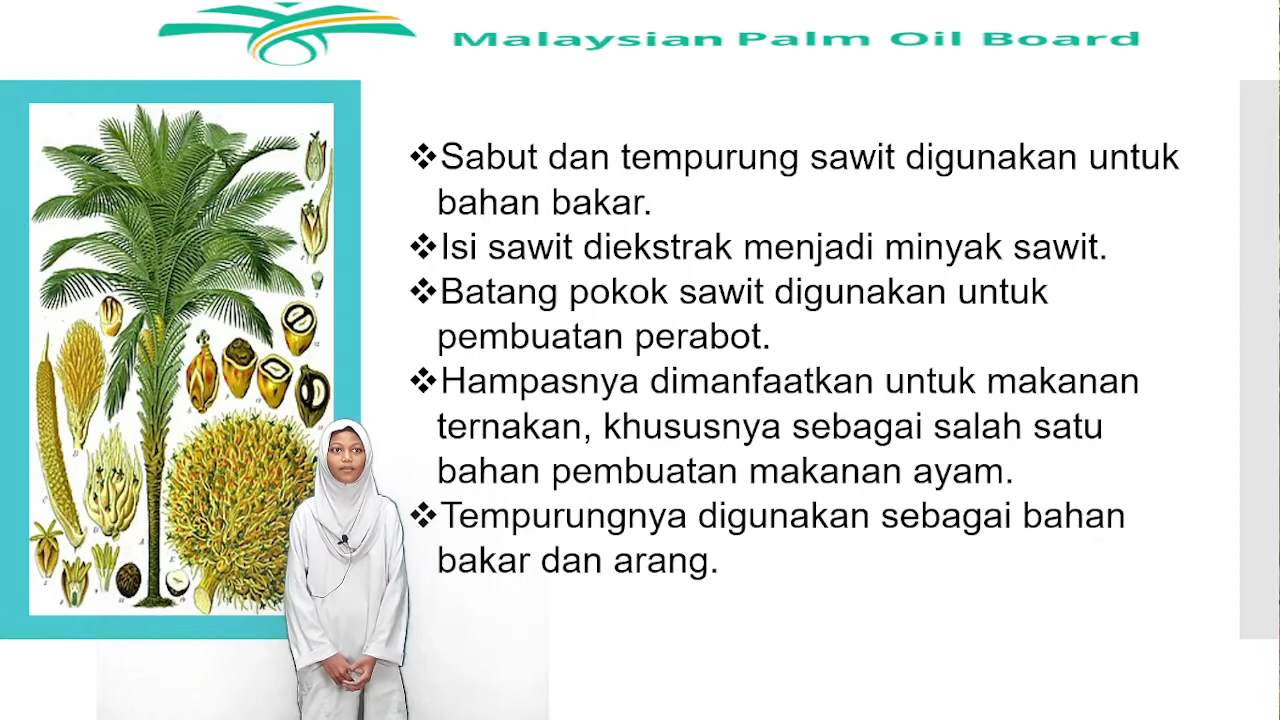 Malaysian Palm Oil Board
❖Sabut dan tempurung sawit digunakan untuk
bahan bakar.
❖Isi sawit diekstrak menjadi minyak sawit.
❖Batang pokok sawit digunakan untuk
pembuatan perabot.
❖Hampasnya dimanfaatkan untuk makanan
ternakan, khususnya sebagai salah satu
bahan pembuatan makanan ayam.
❖Tempurungnya digunakan sebagai bahan
bakar dan arang.